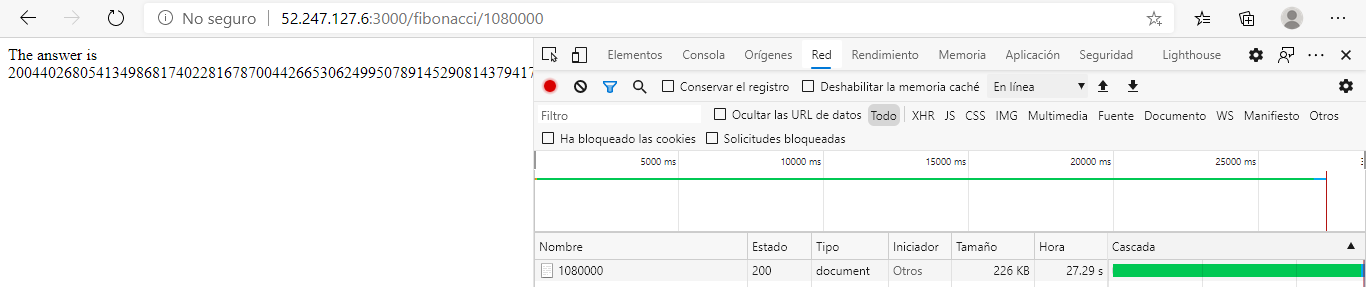 No seguro 52.247.127.6:3000/fibonacci/1080000
The answer is
200440268054134986817402281678700442665306249950789145290814379417
Elementos Consola Orígenes Red Rendimiento Memoria Aplicación Seguridad Lighthouse
Conservar el registro Deshabilitar la memoria caché En línea
Filtro Ocultar las URL de datos Todo XHR JS CSS IMG Multimedia Fuente Documento WS Manifiesto Otros
Ha bloqueado las cookies Solicitudes bloqueadas
5000 ms 10000 ms 15000 ms 20000 ms 25000 ms
Nombre Estado Tipo Iniciador Tamaño Hora Cascada
1080000 200 document Otros 226 KB 27.29 s